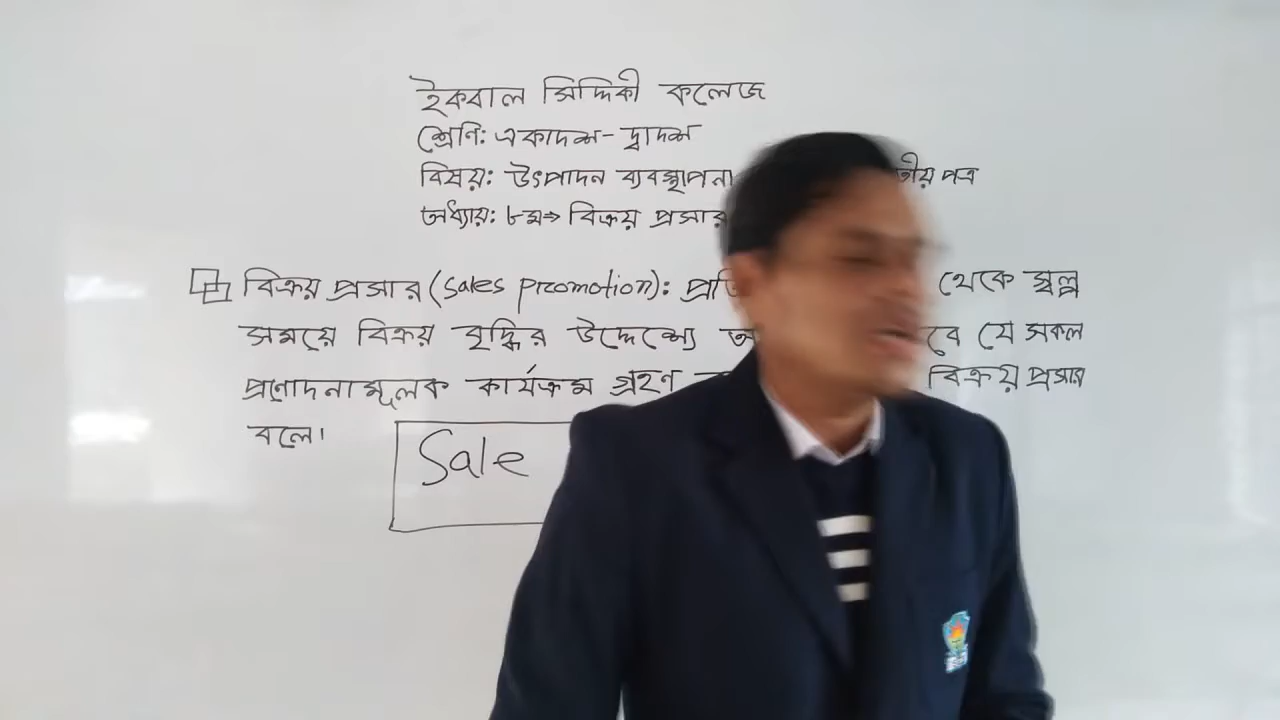 ইকবাল সিদ্দিকী কলেজ
শ্রেণি: একাদশ - দ্বাদশ
বিষয়: উৎপাদন ব্যবস্থাপনা তীয় পত্র
অধ্যায়: ৮ম ⇒ বিক্রয় প্রসার
বিক্রয় প্রসার (Sales promotion): থেকে স্বল্প
সময়ে বিক্রয় বৃদ্ধির উদ্দেশ্যে যে সকল
প্রণোদনামূলক কার্যক্রম গ্রহণ বিক্রয় প্রসার
বলে।
Sale